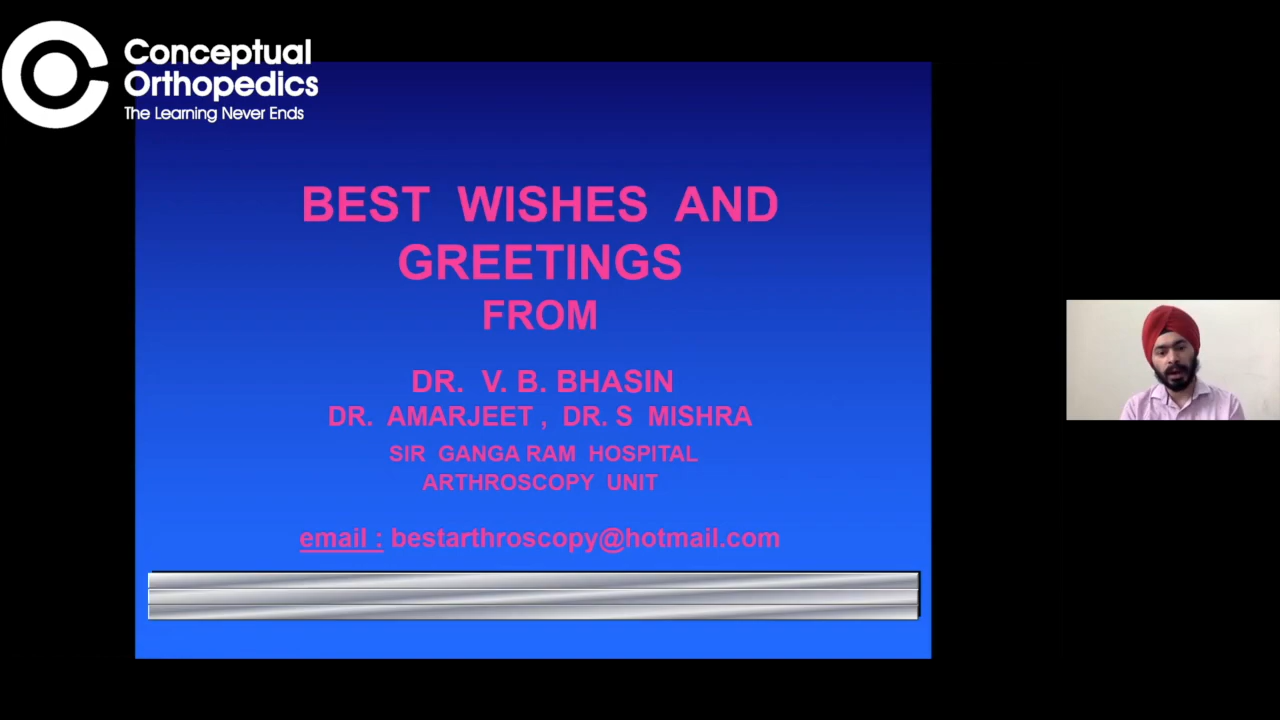 Conceptual
Orthopedics
The Learning Never Ends
BEST WISHES AND
GREETINGS
FROM
DR. V. B. BHASIN
DR. AMARJEET , DR. S MISHRA
SIR GANGA RAM HOSPITAL
ARTHROSCOPY UNIT
email : bestarthroscopy@hotmail.com